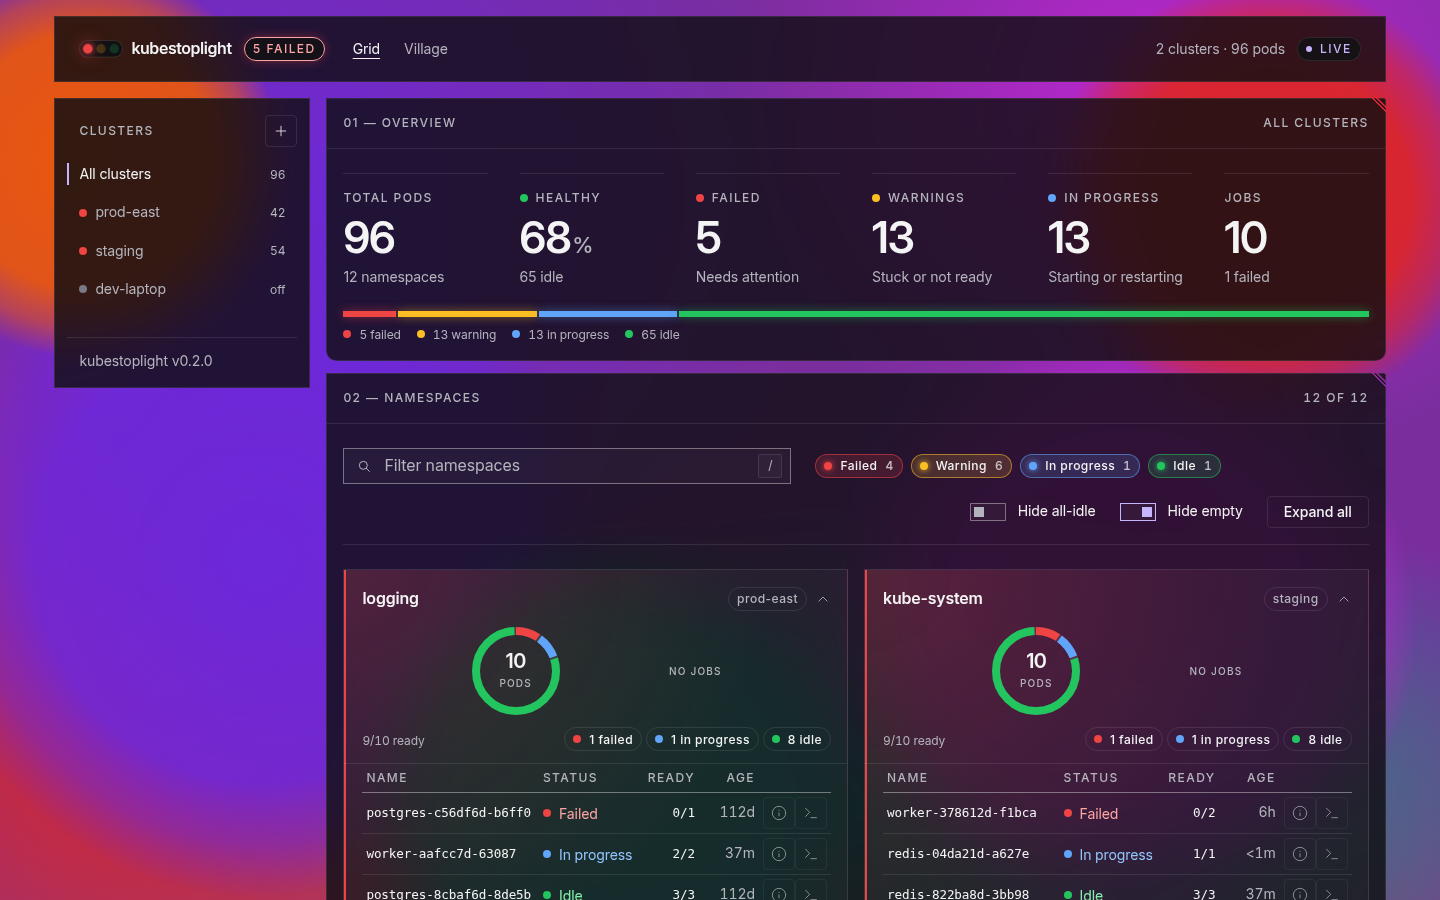 kubestoplight 5 FAILED Grid Village 2 clusters · 96 pods LIVE
CLUSTERS +
All clusters 96
prod-east 42
staging 54
dev-laptop off
kubestoplight v0.2.0
01 — OVERVIEW ALL CLUSTERS
TOTAL PODS HEALTHY FAILED WARNINGS IN PROGRESS JOBS
96 68% 5 13 13 10
12 namespaces 65 idle Needs attention Stuck or not ready Starting or restarting 1 failed
5 failed 13 warning 13 in progress 65 idle
02 — NAMESPACES 12 OF 12
Filter namespaces / Failed 4 Warning 6 In progress 1 Idle 1
Hide all-idle Hide empty Expand all
logging prod-east
10
PODS
NO JOBS
9/10 ready 1 failed 1 in progress 8 idle
NAME STATUS READY AGE
postgres-c56df6d-b6ff0 Failed 0/1 112d
worker-aafcc7d-63087 In progress 2/2 37m
postgres-8cbaf6d-8de5b Idle 3/3 112d
kube-system staging
10
PODS
NO JOBS
9/10 ready 1 failed 1 in progress 8 idle
NAME STATUS READY AGE
worker-378612d-f1bca Failed 0/2 6h
redis-04da21d-a627e In progress 1/1 <1m
redis-822ba8d-3bb98 Idle 3/3 37m